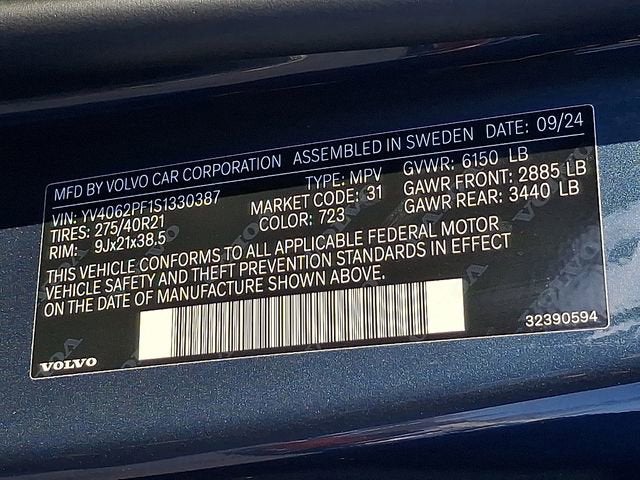 MFD BY VOLVO CAR CORPORATION ASSEMBLED IN SWEDEN DATE: 09/24
VIN: YV4062PF1S1330387 TYPE: MPV GVWR: 6150 LB
TIRES: 275/40R21 MARKET CODE: 31 GAWR FRONT: 2885 LB
RIM: 9Jx21x38.5 COLOR: 723 GAWR REAR: 3440 LB
THIS VEHICLE CONFORMS TO ALL APPLICABLE FEDERAL MOTOR
VEHICLE SAFETY AND THEFT PREVENTION STANDARDS IN EFFECT
ON THE DATE OF MANUFACTURE SHOWN ABOVE.
32390594
VOLVO